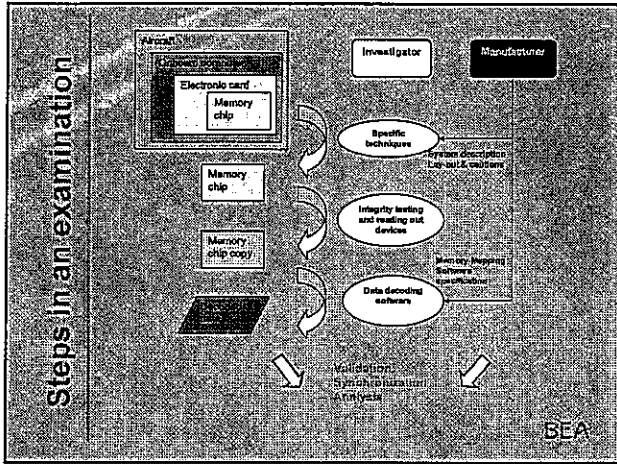 Steps in an examination
Aircraft
Electronic card
Memory
chip
Investigator
Manufacturer
Specific
techniques
System description
Lay-out & cautions
Memory
chip
Integrity testing
and reading out
devices
Memory
chip copy
Memory Mapping
Software
specification
Data decoding
software
Validation
Synchronization
Analysis
BEA